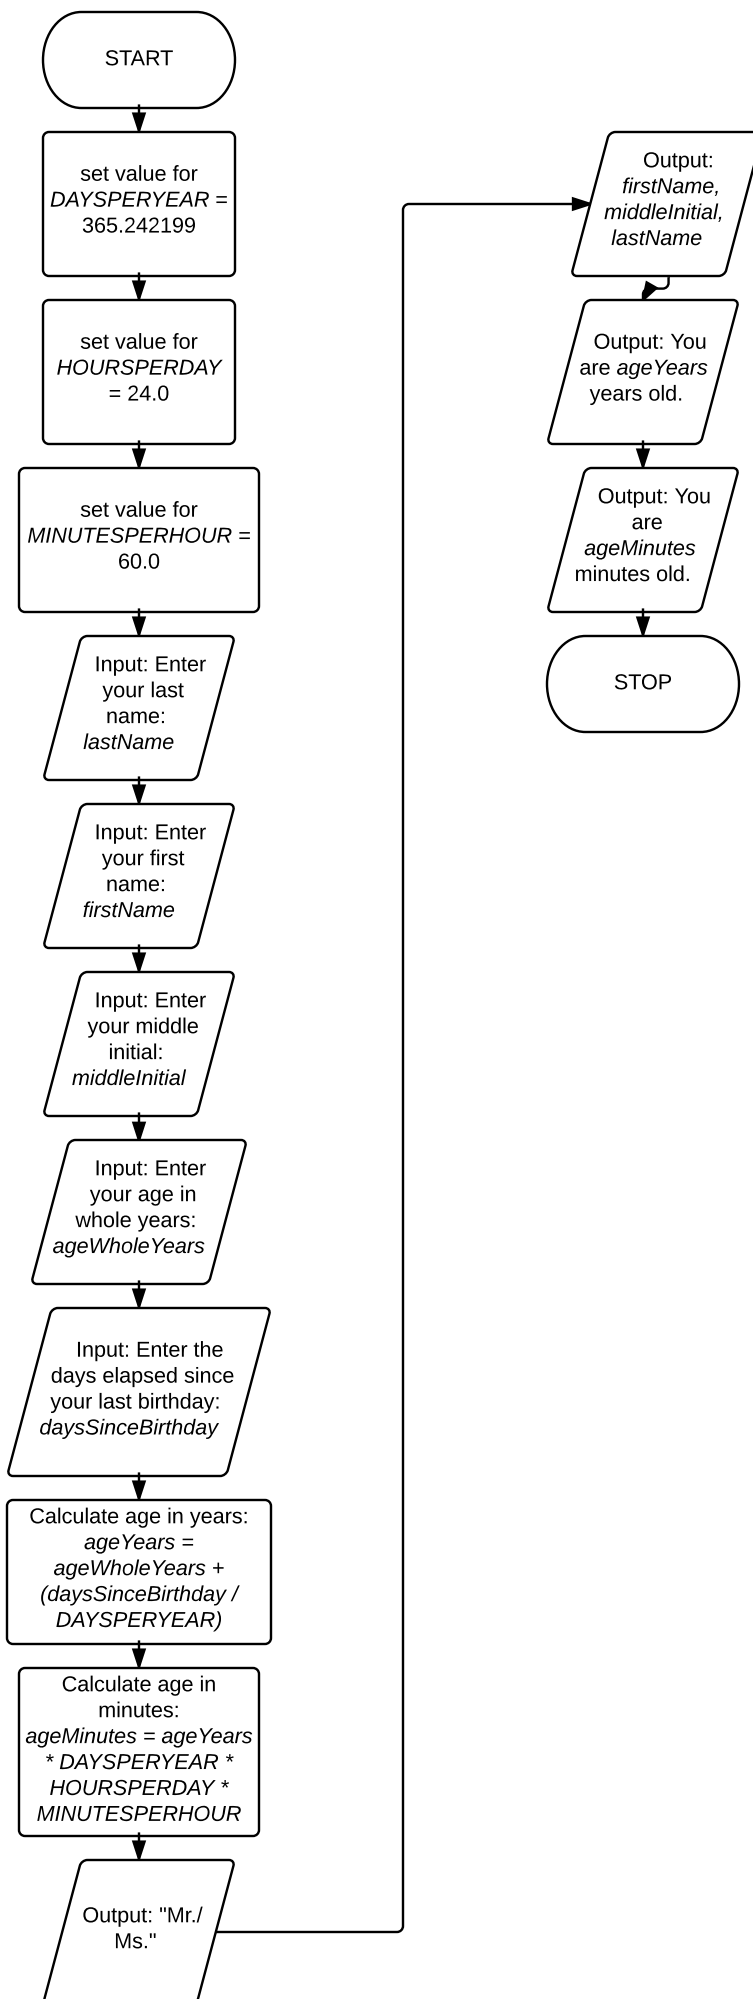 START
set value for
DAYSPERYEAR =
365.242199
set value for
HOURSPERDAY
= 24.0
set value for
MINUTESPERHOUR =
60.0
Input: Enter
your last
name:
lastName
Input: Enter
your first
name:
firstName
Input: Enter
your middle
initial:
middleInitial
Input: Enter
your age in
whole years:
ageWholeYears
Input: Enter the
days elapsed since
your last birthday:
daysSinceBirthday
Calculate age in years:
ageYears =
ageWholeYears +
(daysSinceBirthday /
DAYSPERYEAR)
Calculate age in
minutes:
ageMinutes = ageYears
* DAYSPERYEAR *
HOURSPERDAY *
MINUTESPERHOUR
Output: "Mr./
Ms."
Output:
firstName,
middleInitial,
lastName
Output: You
are ageYears
years old.
Output: You
are
ageMinutes
minutes old.
STOP